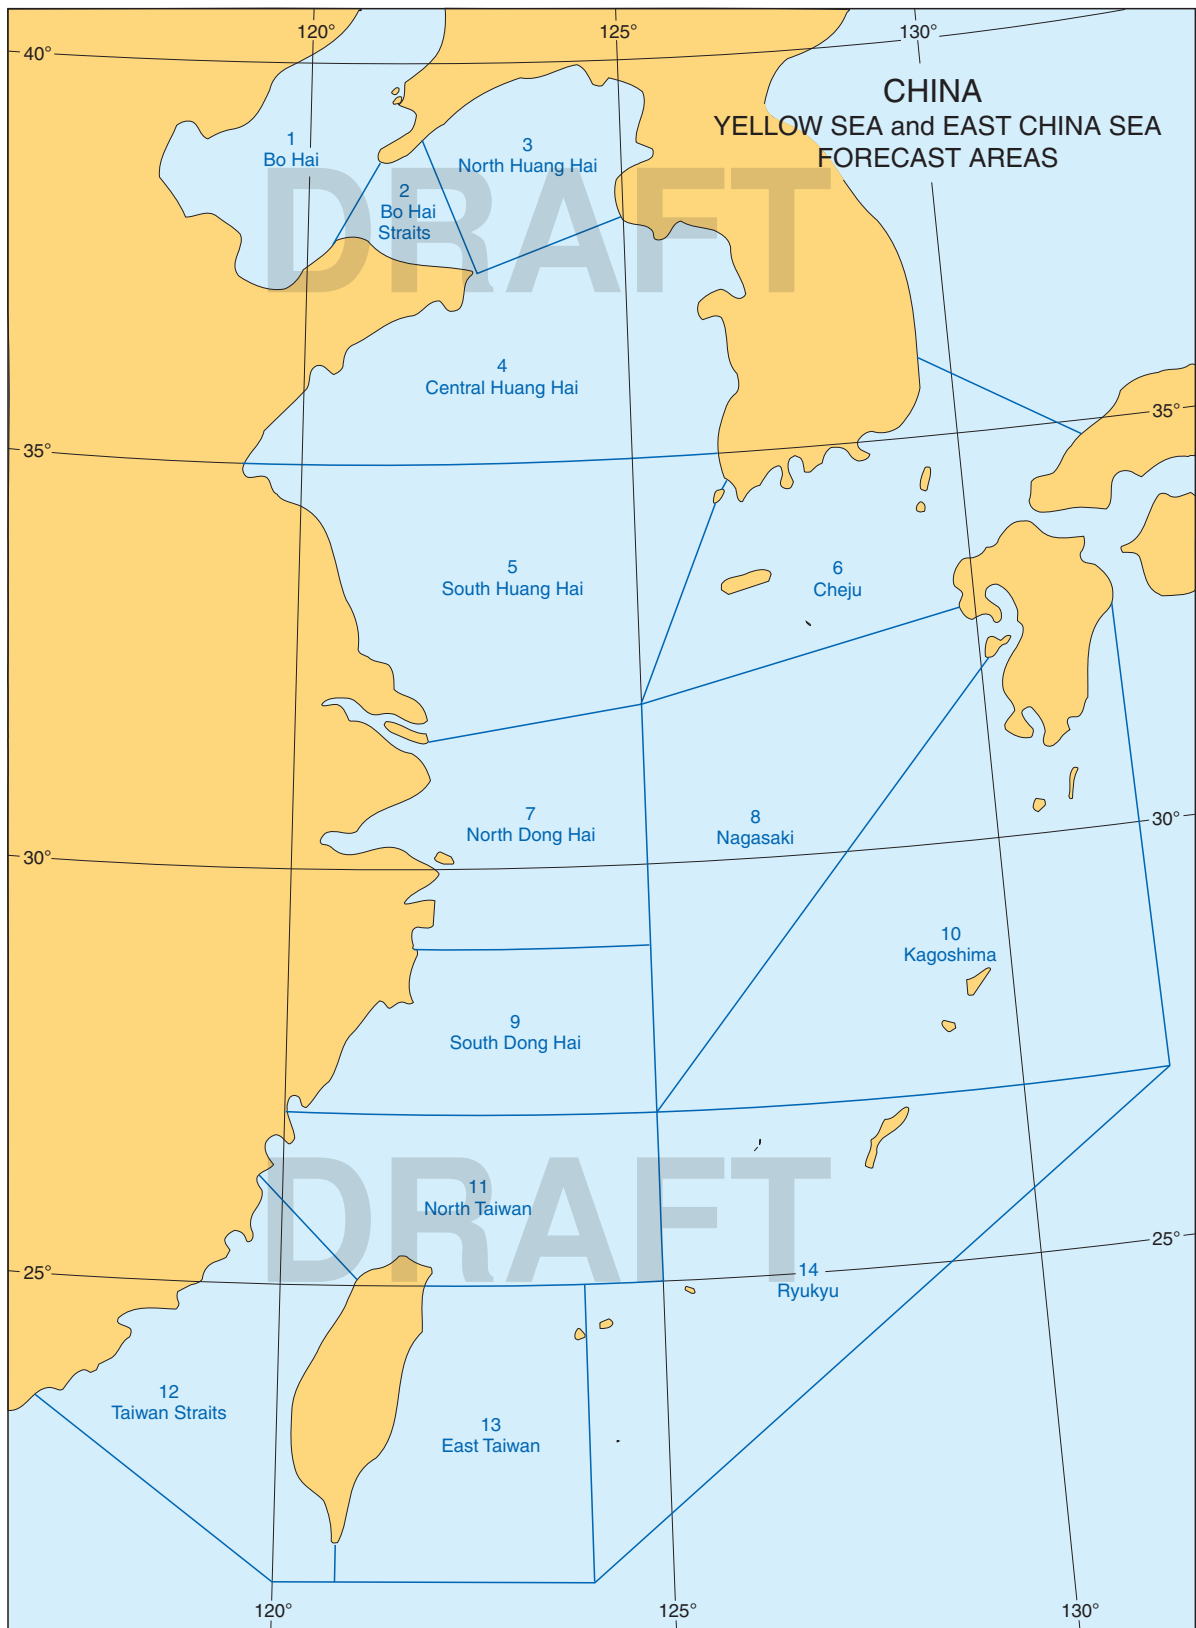 120°
125°
130°
40°
CHINA
YELLOW SEA and EAST CHINA SEA
FORECAST AREAS
1
Bo Hai
3
North Huang Hai
DRAFT
2
Bo Hai
Straits
4
Central Huang Hai
35°
35°
5
South Huang Hai
6
Cheju
7
North Dong Hai
8
Nagasaki
30°
30°
10
Kagoshima
9
South Dong Hai
DRAFT
11
North Taiwan
25°
25°
14
Ryukyu
12
Taiwan Straits
13
East Taiwan
120°
125°
130°